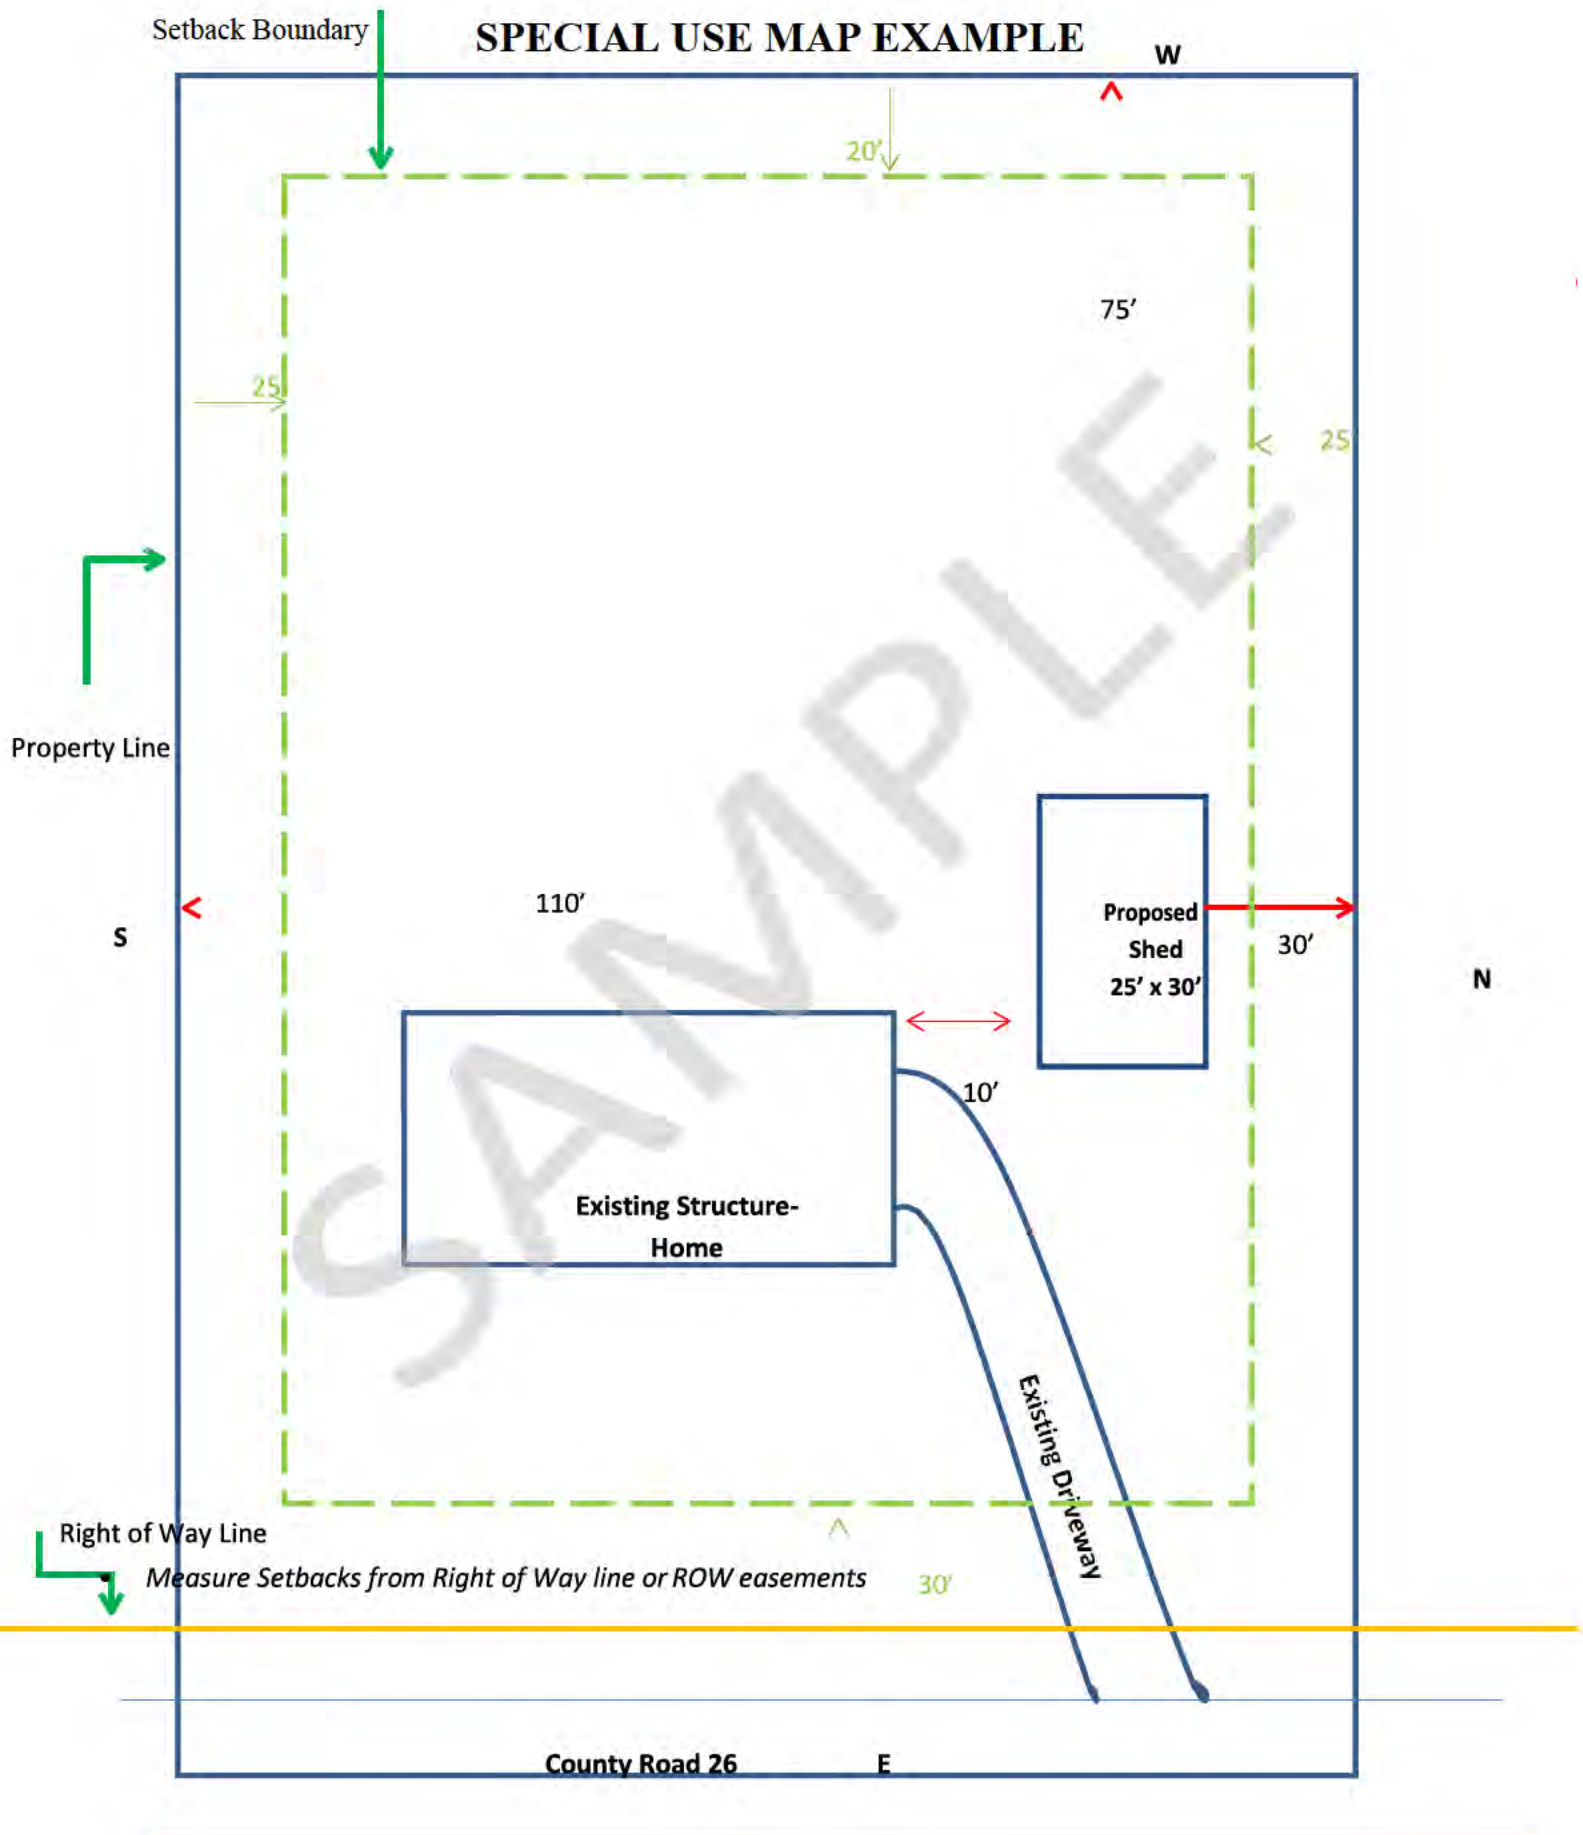 Setback Boundary
SPECIAL USE MAP EXAMPLE
W
20’
75’
25
25
Property Line
110’
S
Proposed
Shed
25’ x 30’
30’
N
10’
Existing Structure-
Home
Existing Driveway
Right of Way Line
• Measure Setbacks from Right of Way line or ROW easements
30’
County Road 26
E
SAMPLE